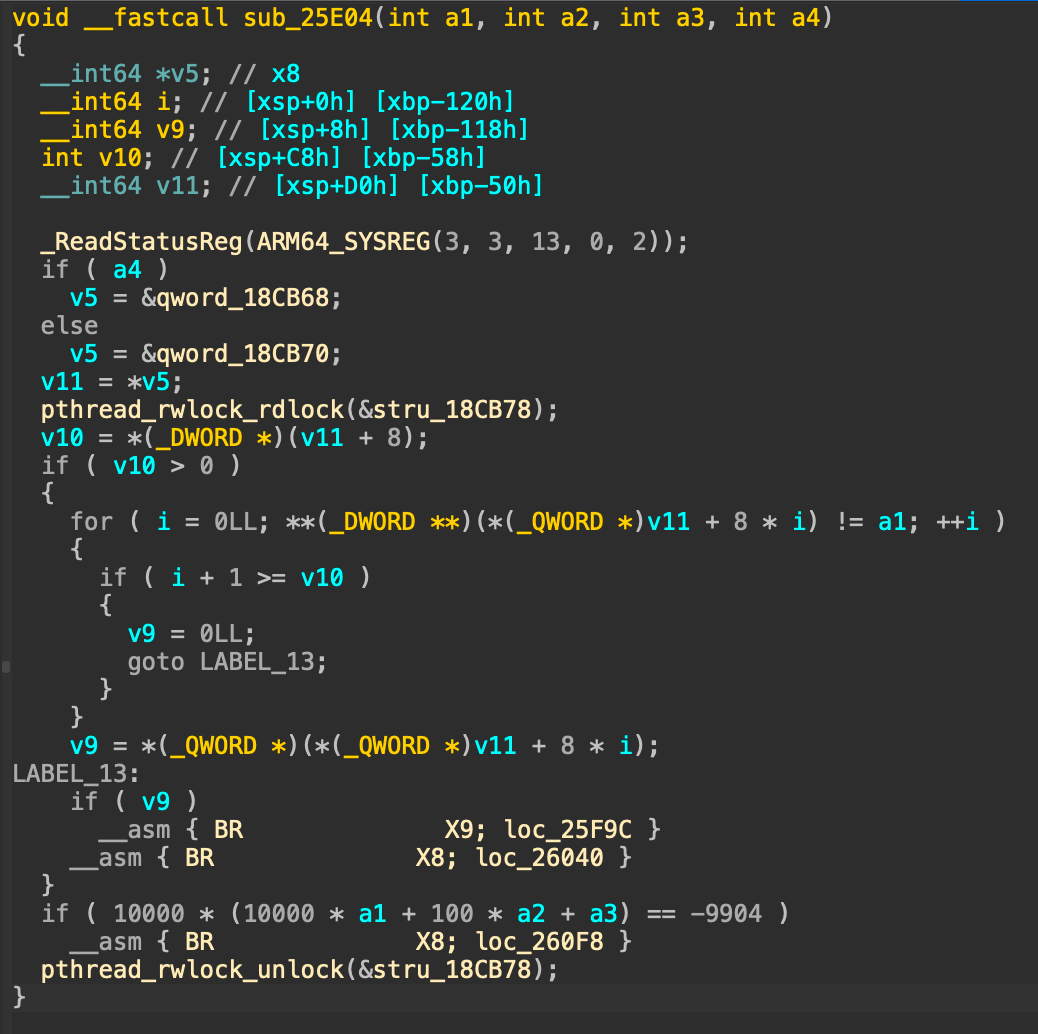 void __fastcall sub_25E04(int a1, int a2, int a3, int a4)
{
  __int64 *v5; // x8
  __int64 i; // [xsp+0h] [xbp-120h]
  __int64 v9; // [xsp+8h] [xbp-118h]
  int v10; // [xsp+C8h] [xbp-58h]
  __int64 v11; // [xsp+D0h] [xbp-50h]

  _ReadStatusReg(ARM64_SYSREG(3, 3, 13, 0, 2));
  if ( a4 )
    v5 = &qword_18CB68;
  else
    v5 = &qword_18CB70;
  v11 = *v5;
  pthread_rwlock_rdlock(&stru_18CB78);
  v10 = *(_DWORD *)(v11 + 8);
  if ( v10 > 0 )
  {
    for ( i = 0LL; **(_DWORD **)(*(_QWORD *)v11 + 8 * i) != a1; ++i )
    {
      if ( i + 1 >= v10 )
      {
        v9 = 0LL;
        goto LABEL_13;
      }
    }
    v9 = *(_QWORD *)(*(_QWORD *)v11 + 8 * i);
LABEL_13:
    if ( v9 )
      __asm { BR              X9; loc_25F9C }
    __asm { BR              X8; loc_26040 }
  }
  if ( 10000 * (10000 * a1 + 100 * a2 + a3) == -9904 )
    __asm { BR              X8; loc_260F8 }
  pthread_rwlock_unlock(&stru_18CB78);
}